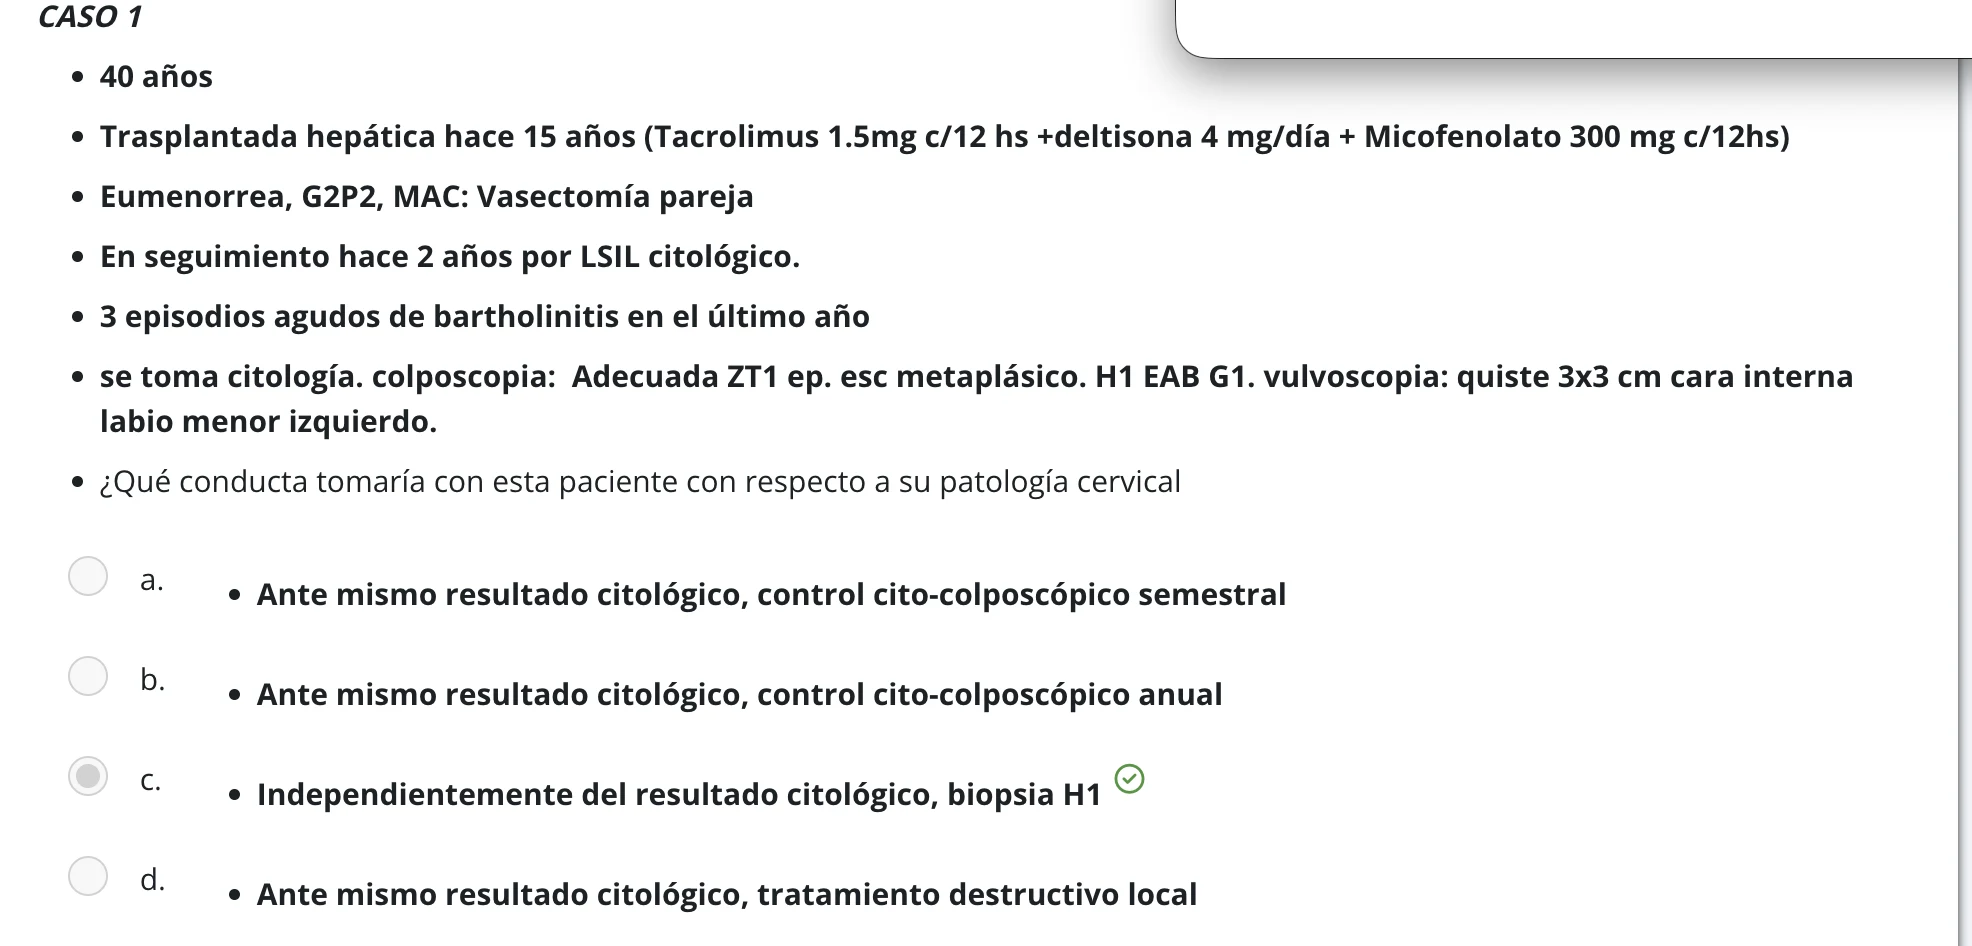 CASO 1
• 40 años
• Trasplantada hepática hace 15 años (Tacrolimus 1.5mg c/12 hs +deltisona 4 mg/día + Micofenolato 300 mg c/12hs)
• Eumenorrea, G2P2, MAC: Vasectomía pareja
• En seguimiento hace 2 años por LSIL citológico.
• 3 episodios agudos de bartholinitis en el último año
• se toma citología. colposcopia:  Adecuada ZT1 ep. esc metaplásico. H1 EAB G1. vulvoscopia: quiste 3x3 cm cara interna
labio menor izquierdo.
• ¿Qué conducta tomaría con esta paciente con respecto a su patología cervical
a. • Ante mismo resultado citológico, control cito-colposcópico semestral
b. • Ante mismo resultado citológico, control cito-colposcópico anual
c. • Independientemente del resultado citológico, biopsia H1
d. • Ante mismo resultado citológico, tratamiento destructivo local